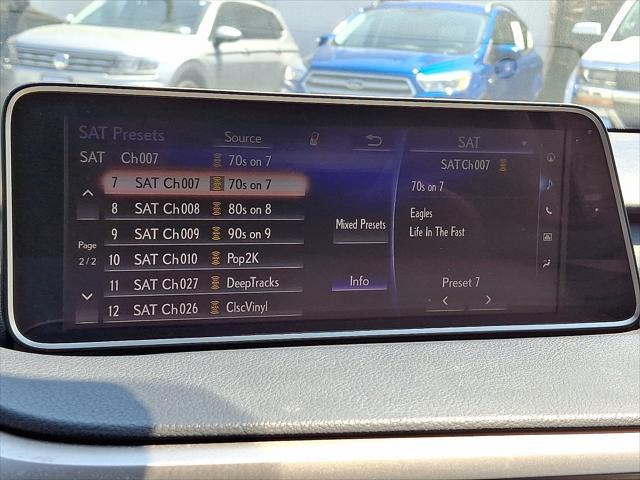 SAT Presets
Source
SAT
SAT Ch007
70s on 7
SAT Ch007
7 SAT Ch007 70s on 7
70s on 7
8 SAT Ch008 80s on 8
Eagles
9 SAT Ch009 90s on 9
Mixed Presets
Life In The Fast
Page
2/2
10 SAT Ch010 Pop2K
11 SAT Ch027 DeepTracks
Info
Preset 7
12 SAT Ch026 ClscVinyl